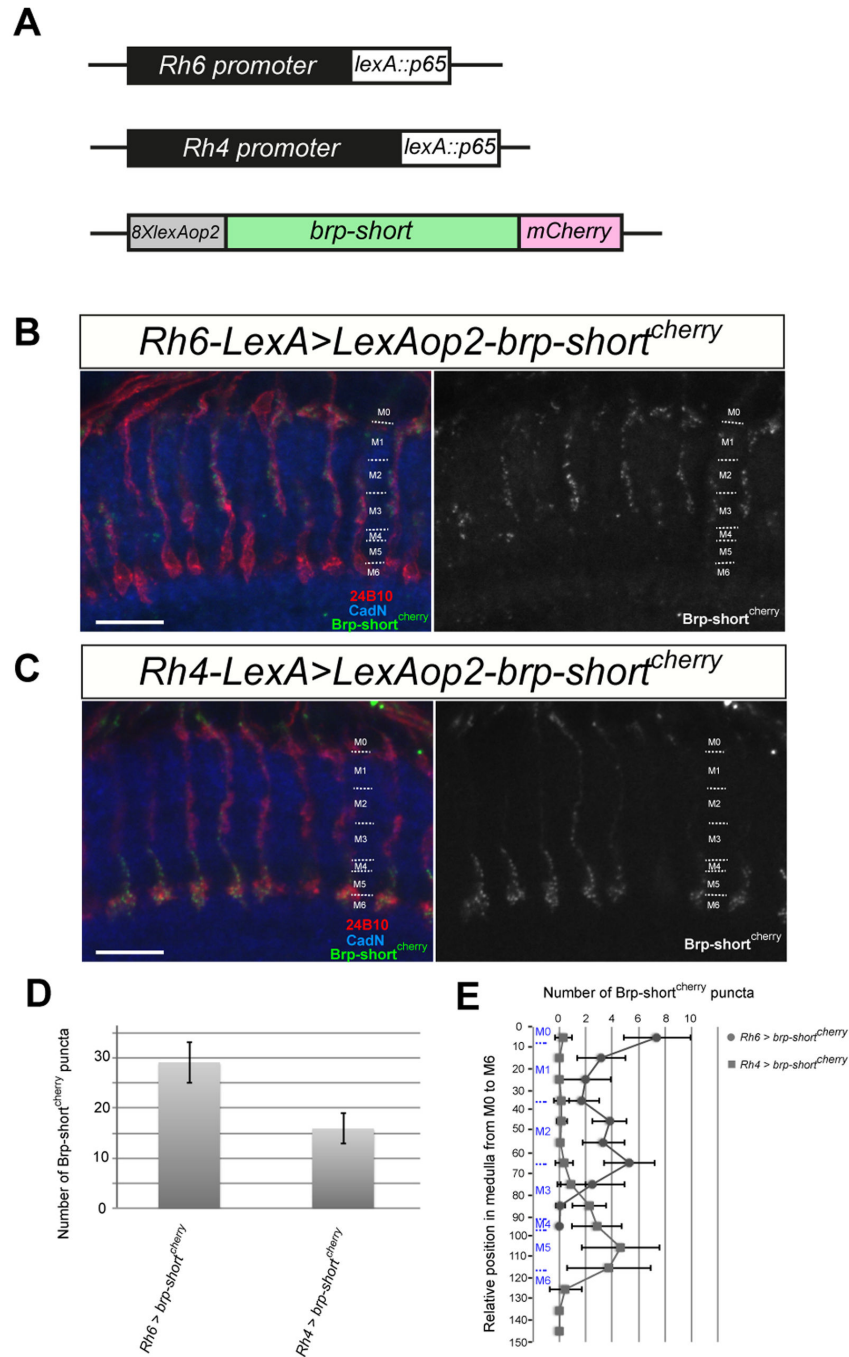 A
Rh6 promoter lexA::p65
Rh4 promoter lexA::p65
8XlexAop2 brp-short mCherry
B
Rh6-LexA>LexAop2-brp-short^cherry
M0
M1
M2
M3
M4
M5
M6
24B10
CadN
Brp-short^cherry
M0
M1
M2
M3
M4
M5
M6
Brp-short^cherry
C
Rh4-LexA>LexAop2-brp-short^cherry
M0
M1
M2
M3
M4
M5
M6
24B10
CadN
Brp-short^cherry
M0
M1
M2
M3
M4
M5
M6
Brp-short^cherry
D
Number of Brp-short^cherry puncta
30
20
10
0
Rh6 > brp-short^cherry
Rh4 > brp-short^cherry
E
Number of Brp-short^cherry puncta
0 2 4 6 8 10
Relative position in medulla from M0 to M6
0
10
20
30
40
50
60
70
80
90
100
110
120
130
140
150
M0
M1
M2
M3
M4
M5
M6
Rh6 > brp-short^cherry
Rh4 > brp-short^cherry